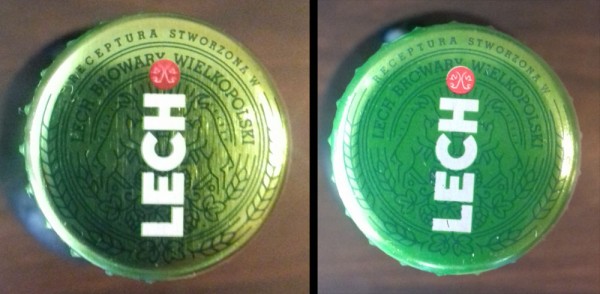 RECEPTURA STWORZONA W
LECH BROWARY WIELKOPOLSKI
LECH
RECEPTURA STWORZONA W
LECH BROWARY WIELKOPOLSKI
LECH